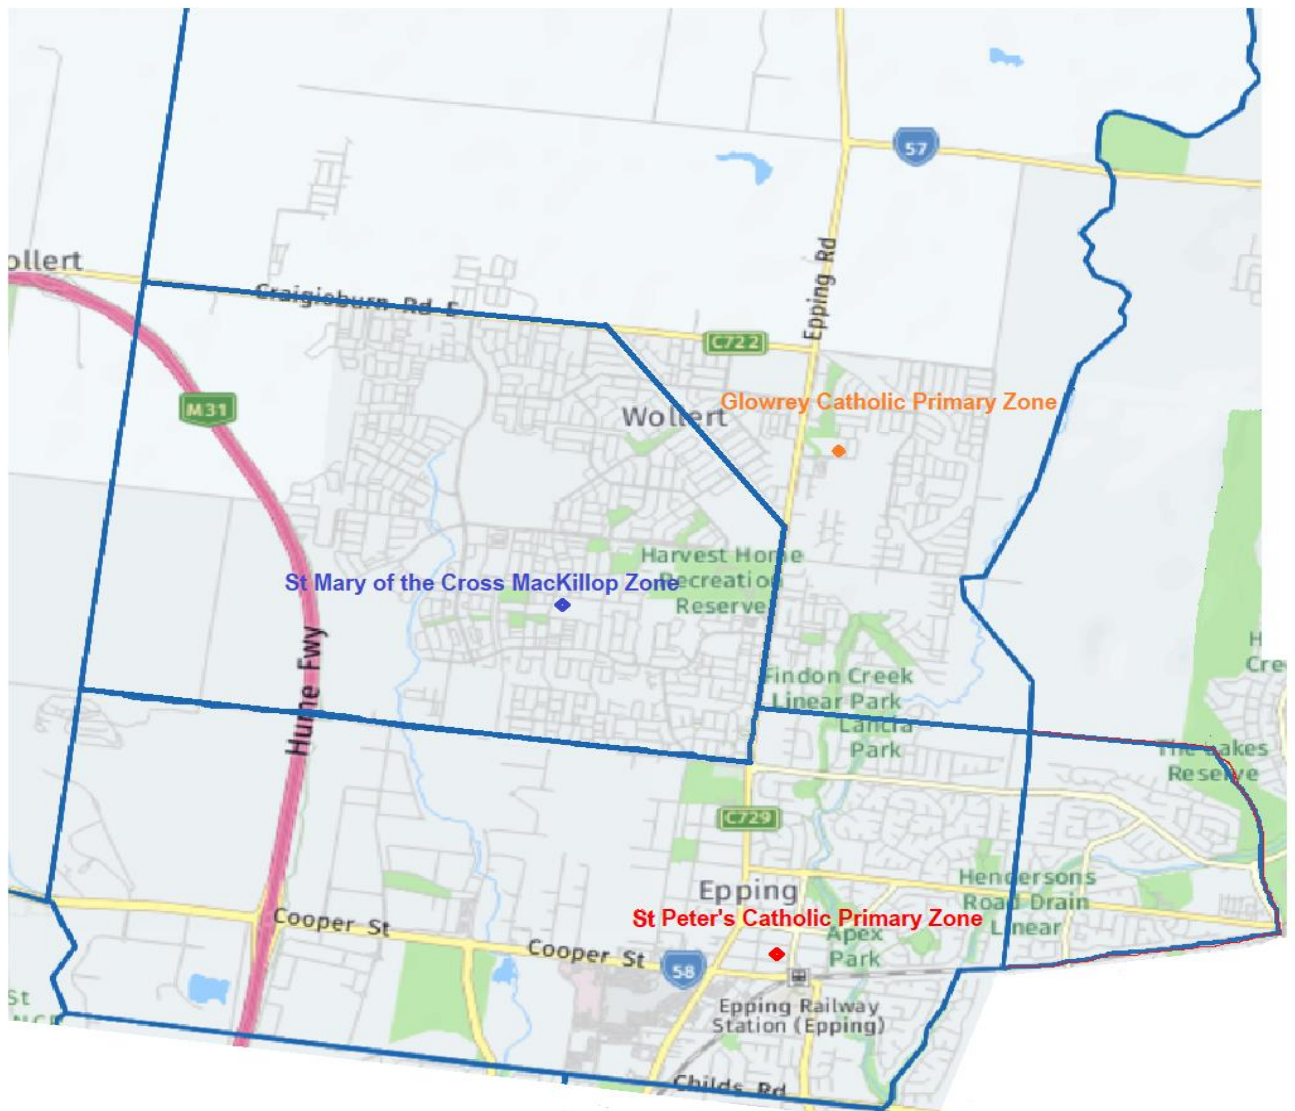 57
Epping Rd
ollert
Craigieburn Rd E
C722
M31
Glowrey Catholic Primary Zone
Wollert
Harvest Home
Recreation
Reserve
St Mary of the Cross MacKillop Zone
Hume Fwy
Findon Creek
Linear Park
Lancia
Park
H
Cre
The Lakes
Reserve
C729
Epping
Hendersons
Road Drain
Linear
St Peter's Catholic Primary Zone
Cooper St
Cooper St
Apex
Park
58
Epping Railway
Station (Epping)
St
Childs Rd